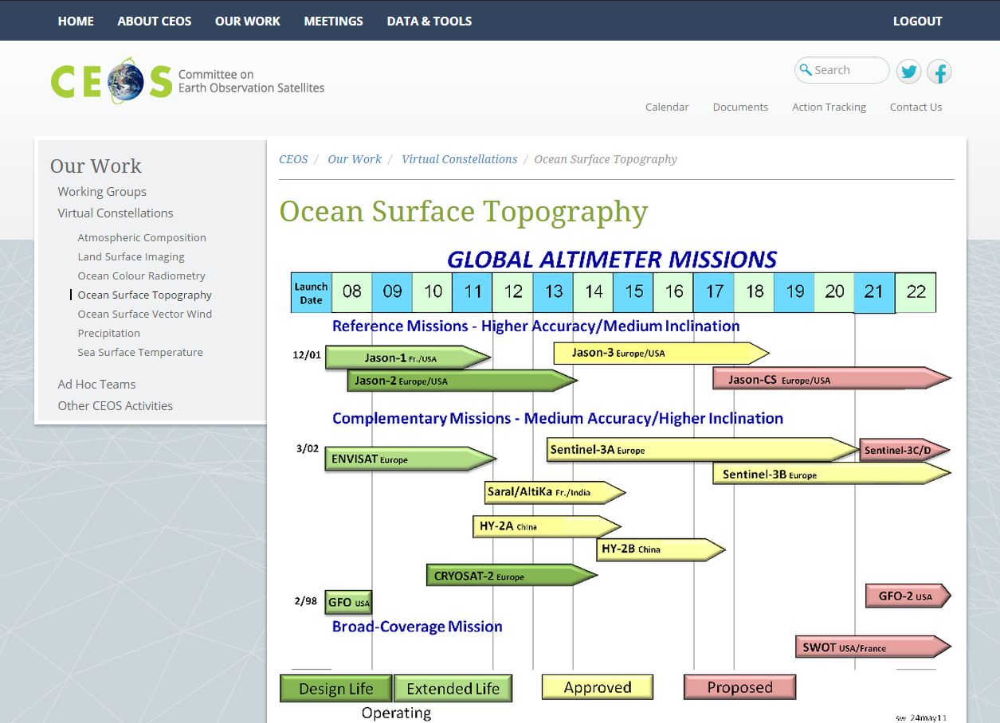 HOME ABOUT CEOS OUR WORK MEETINGS DATA & TOOLS LOGOUT
CEOS
Committee on
Earth Observation Satellites
Search
Calendar Documents Action Tracking Contact Us
Our Work
Working Groups
Virtual Constellations
Atmospheric Composition
Land Surface Imaging
Ocean Colour Radiometry
Ocean Surface Topography
Ocean Surface Vector Wind
Precipitation
Sea Surface Temperature
Ad Hoc Teams
Other CEOS Activities
CEOS / Our Work / Virtual Constellations / Ocean Surface Topography
Ocean Surface Topography
GLOBAL ALTIMETER MISSIONS
Launch
Date
08 09 10 11 12 13 14 15 16 17 18 19 20 21 22
Reference Missions - Higher Accuracy/Medium Inclination
12/01
Jason-1 Fr./USA
Jason-3 Europe/USA
Jason-2 Europe/USA
Jason-CS Europe/USA
Complementary Missions - Medium Accuracy/Higher Inclination
3/02
ENVISAT Europe
Sentinel-3A Europe
Sentinel-3C/D
Sentinel-3B Europe
Saral/AltiKa Fr./India
HY-2A China
HY-2B China
CRYOSAT-2 Europe
2/98
GFO USA
GFO-2 USA
Broad-Coverage Mission
SWOT USA/France
Design Life Extended Life Approved Proposed
Operating
sw 24may11